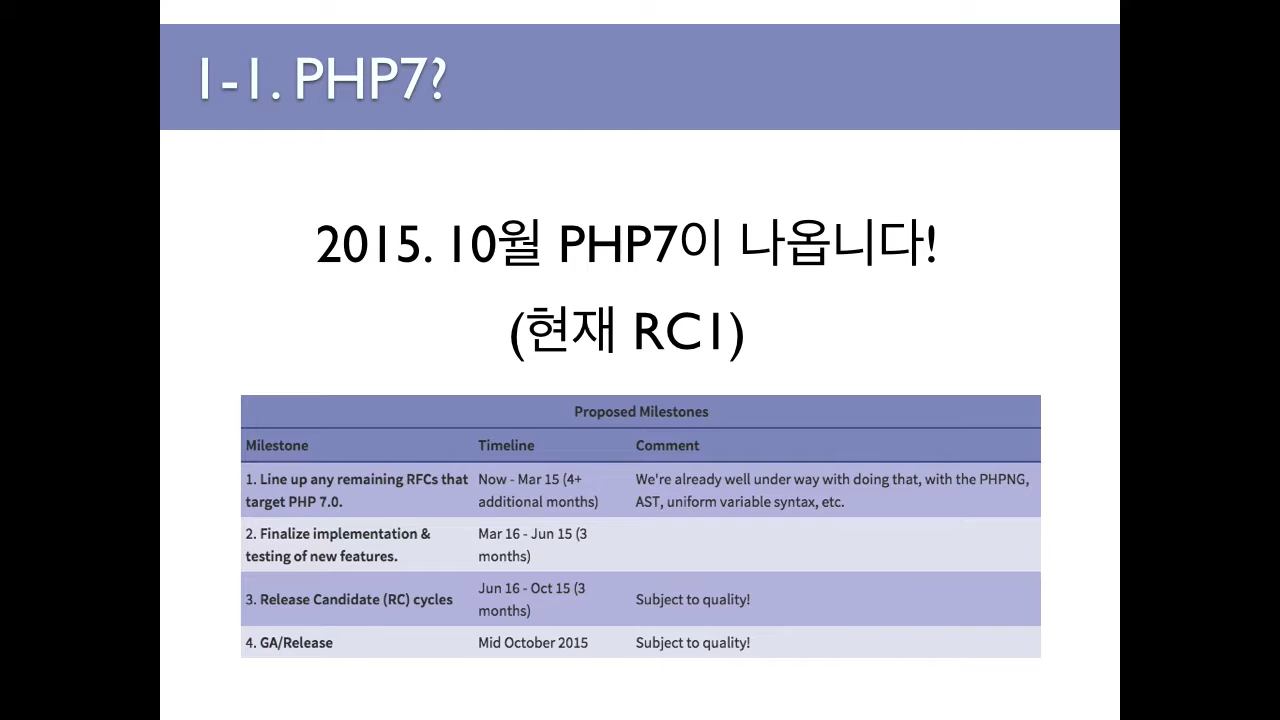 1-1. PHP7?
2015. 10월 PHP7이 나옵니다!
(현재 RC1)
Proposed Milestones
Milestone Timeline Comment
1. Line up any remaining RFCs that target PHP 7.0. Now - Mar 15 (4+ additional months) We're already well under way with doing that, with the PHPNG, AST, uniform variable syntax, etc.
2. Finalize implementation & testing of new features. Mar 16 - Jun 15 (3 months)
3. Release Candidate (RC) cycles Jun 16 - Oct 15 (3 months) Subject to quality!
4. GA/Release Mid October 2015 Subject to quality!